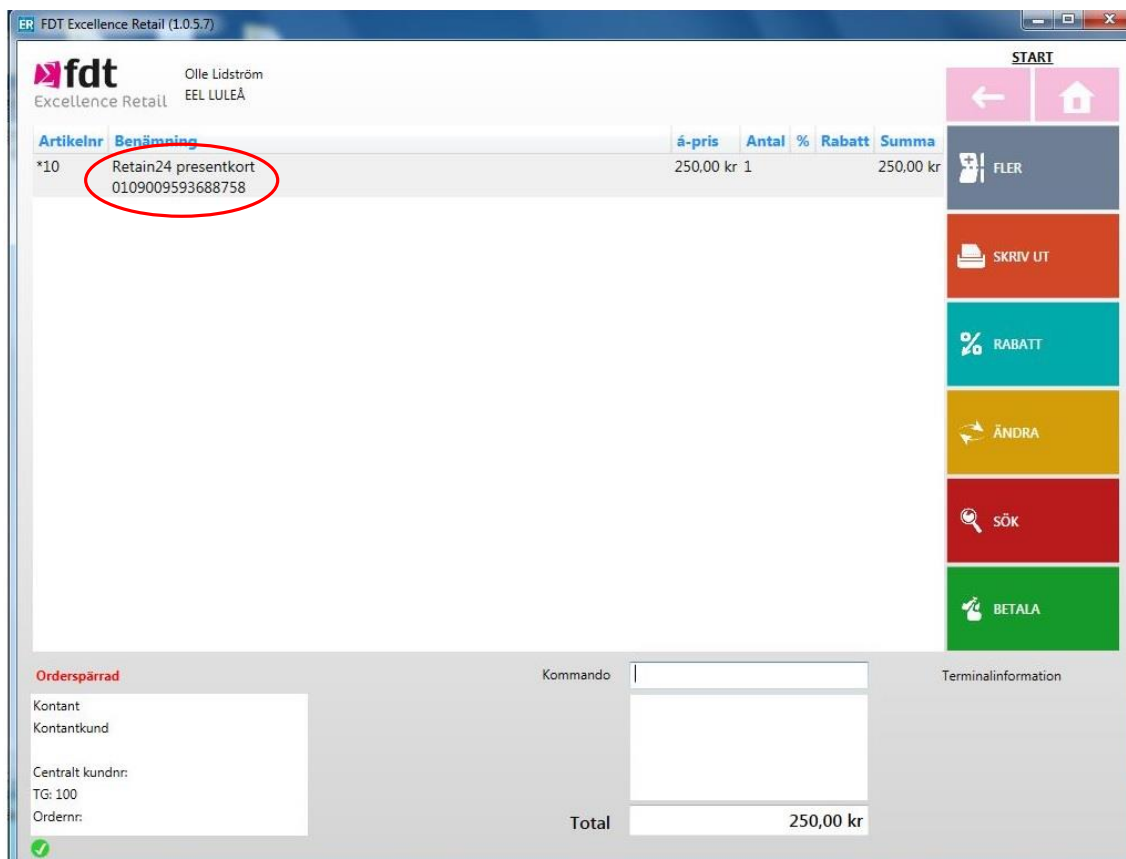 ER FDT Excellence Retail (1.0.5.7)
START
fdt
Excellence Retail
Olle Lidström
EEL LULEÅ
Artikelnr Benämning á-pris Antal % Rabatt Summa
*10 Retain24 presentkort 250,00 kr 1 250,00 kr
0109009593688758
FLER
SKRIV UT
RABATT
ÄNDRA
SÖK
BETALA
Orderspärrad
Kommando
Terminalinformation
Kontant
Kontantkund
Centralt kundnr:
TG: 100
Ordernr:
Total 250,00 kr